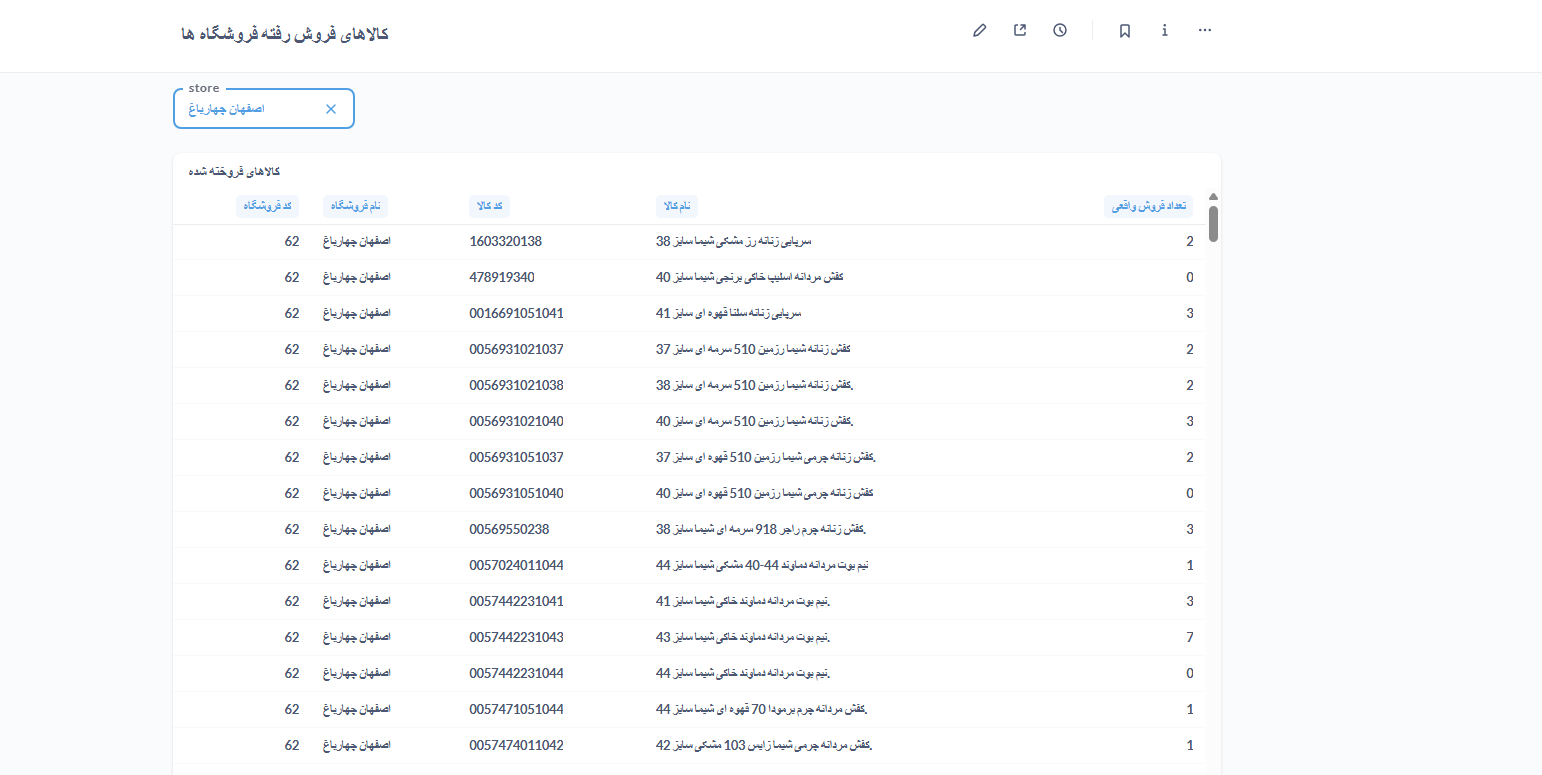 کالاهای فروش رفته فروشگاه ها
store
اصفهان چهارباغ
کالاهای فروخته شده
کد فروشگاه نام فروشگاه کد کالا نام کالا تعداد فروش واقعی
62 اصفهان چهارباغ 1603320138 سرپایی زنانه رز مشکی شیما سایز 38 2
62 اصفهان چهارباغ 478919340 کفش مردانه اسلیپ خاکی برنجی شیما سایز 40 0
62 اصفهان چهارباغ 0016691051041 سرپایی زنانه سلنا قهوه ای سایز 41 3
62 اصفهان چهارباغ 0056931021037 کفش زنانه شیما رزمین 510 سرمه ای سایز 37 2
62 اصفهان چهارباغ 0056931021038 .کفش زنانه شیما رزمین 510 سرمه ای سایز 38 2
62 اصفهان چهارباغ 0056931021040 .کفش زنانه شیما رزمین 510 سرمه ای سایز 40 3
62 اصفهان چهارباغ 0056931051037 .کفش زنانه چرمی شیما رزمین 510 قهوه ای سایز 37 2
62 اصفهان چهارباغ 0056931051040 کفش زنانه چرمی شیما رزمین 510 قهوه ای سایز 40 0
62 اصفهان چهارباغ 00569550238 .کفش زنانه چرم راجر 918 سرمه ای شیما سایز 38 3
62 اصفهان چهارباغ 0057024011044 نیم بوت مردانه دماوند 44-40 مشکی شیما سایز 44 1
62 اصفهان چهارباغ 0057442231041 .نیم بوت مردانه دماوند خاکی شیما سایز 41 3
62 اصفهان چهارباغ 0057442231043 .نیم بوت مردانه دماوند خاکی شیما سایز 43 7
62 اصفهان چهارباغ 0057442231044 .نیم بوت مردانه دماوند خاکی شیما سایز 44 0
62 اصفهان چهارباغ 0057471051044 .کفش مردانه چرم برمودا 70 قهوه ای شیما سایز 44 1
62 اصفهان چهارباغ 0057474011042 .کفش مردانه چرمی شیما زایس 103 مشکی سایز 42 1